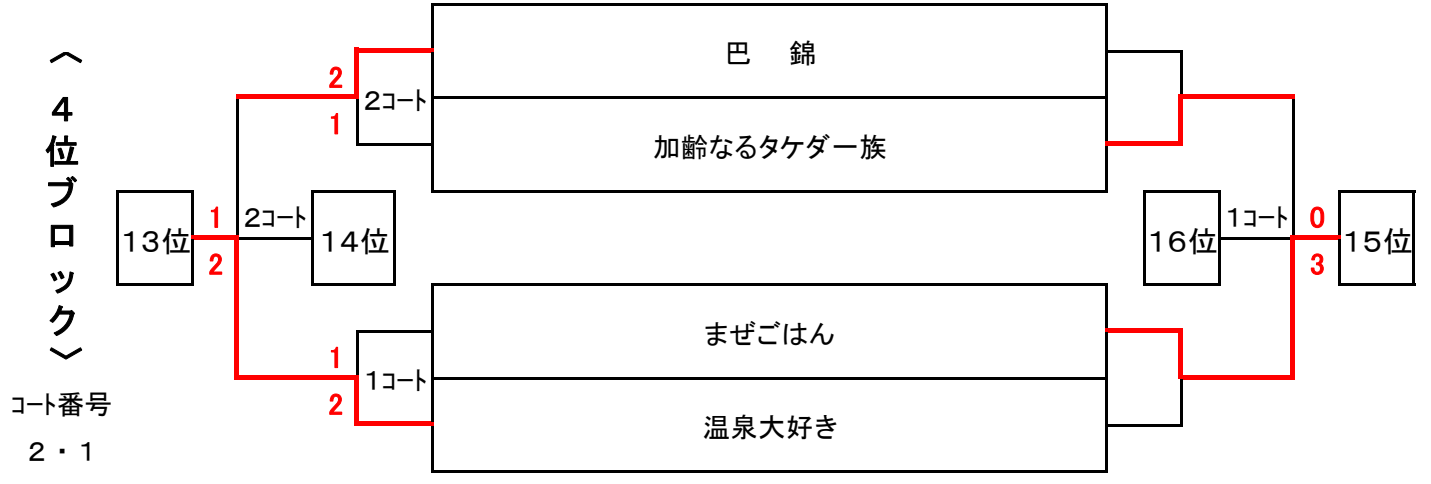 〈４位ブロック〉
コート番号
２・１
巴　錦
加齢なるタケダ一族
まぜごはん
温泉大好き
2
1
2コート
1
2
1コート
13位
1
2
2コート
14位
16位
1コート
0
3
15位